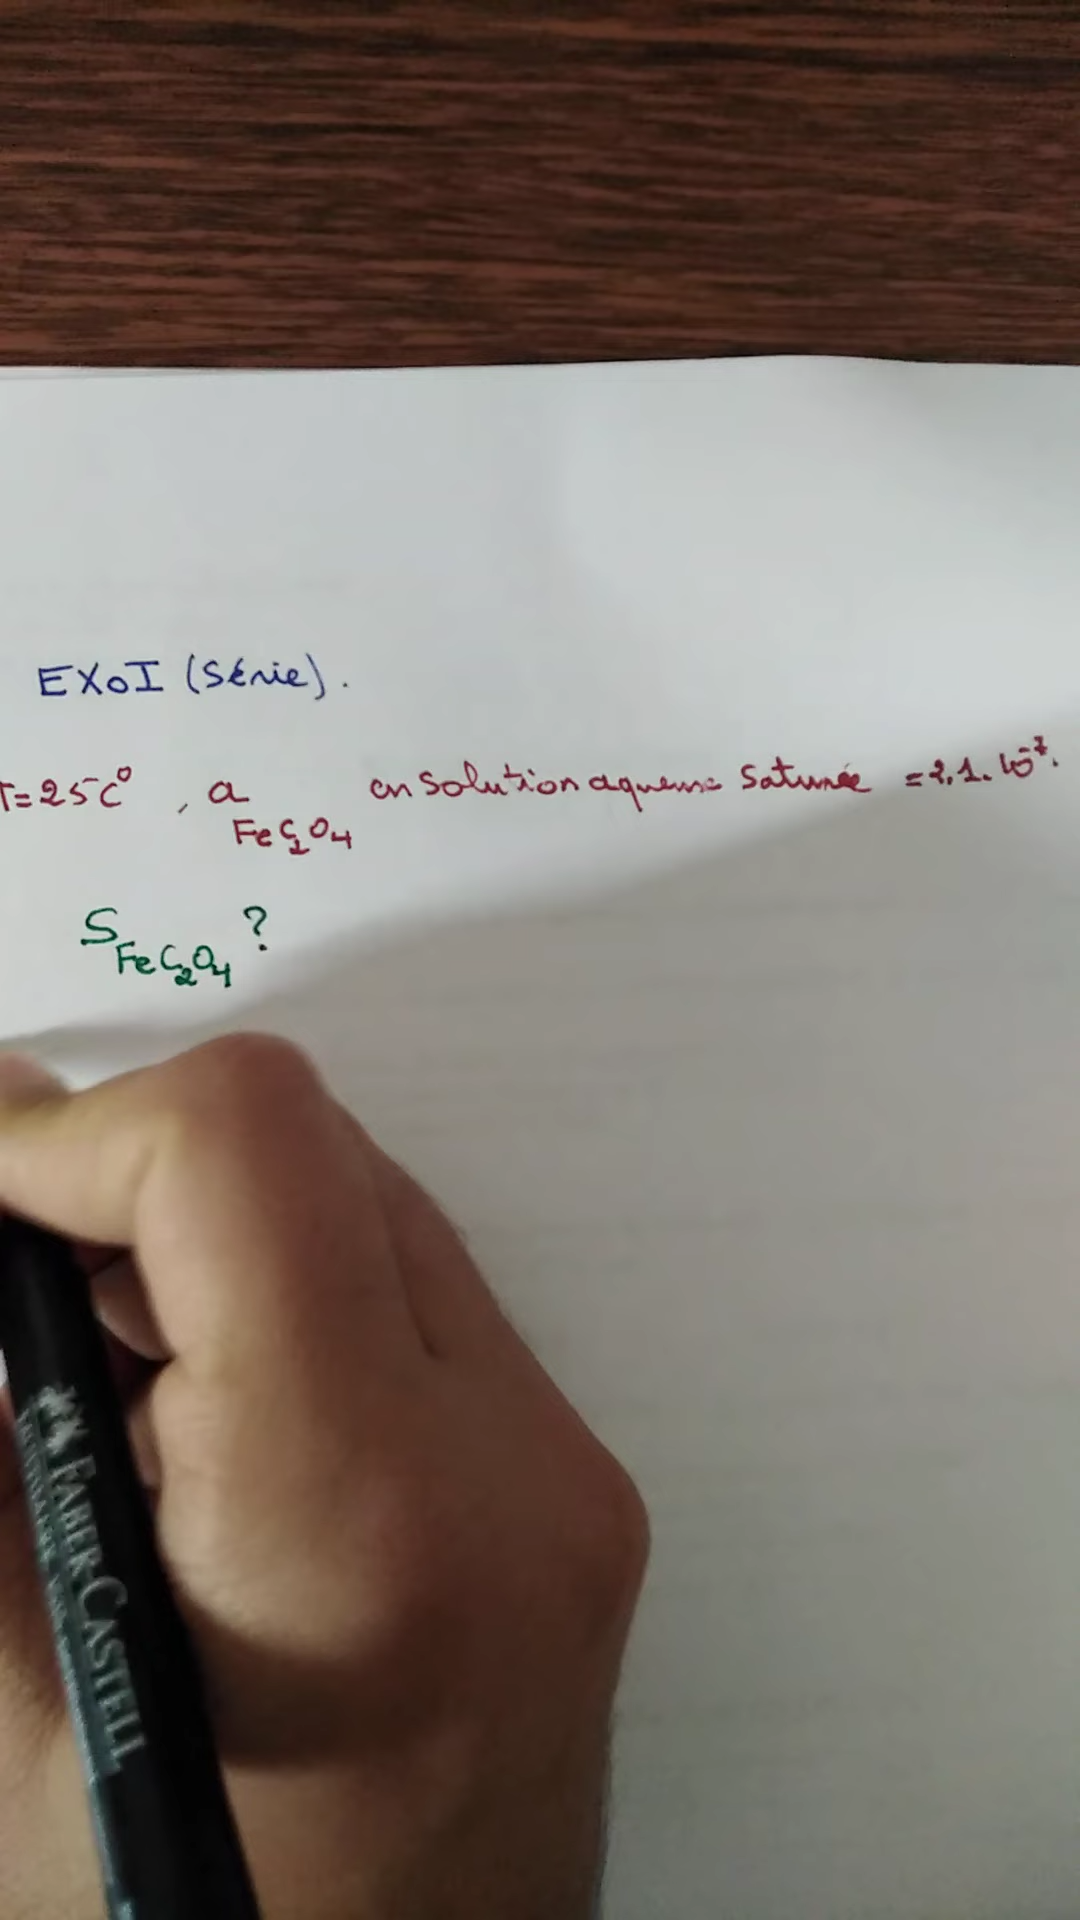 EXOI (Série).
T=25C° , a FeC2O4 en solution aqueuse saturée = 2,1.10^-7.
S FeC2O4 ?
FABER-CASTELL